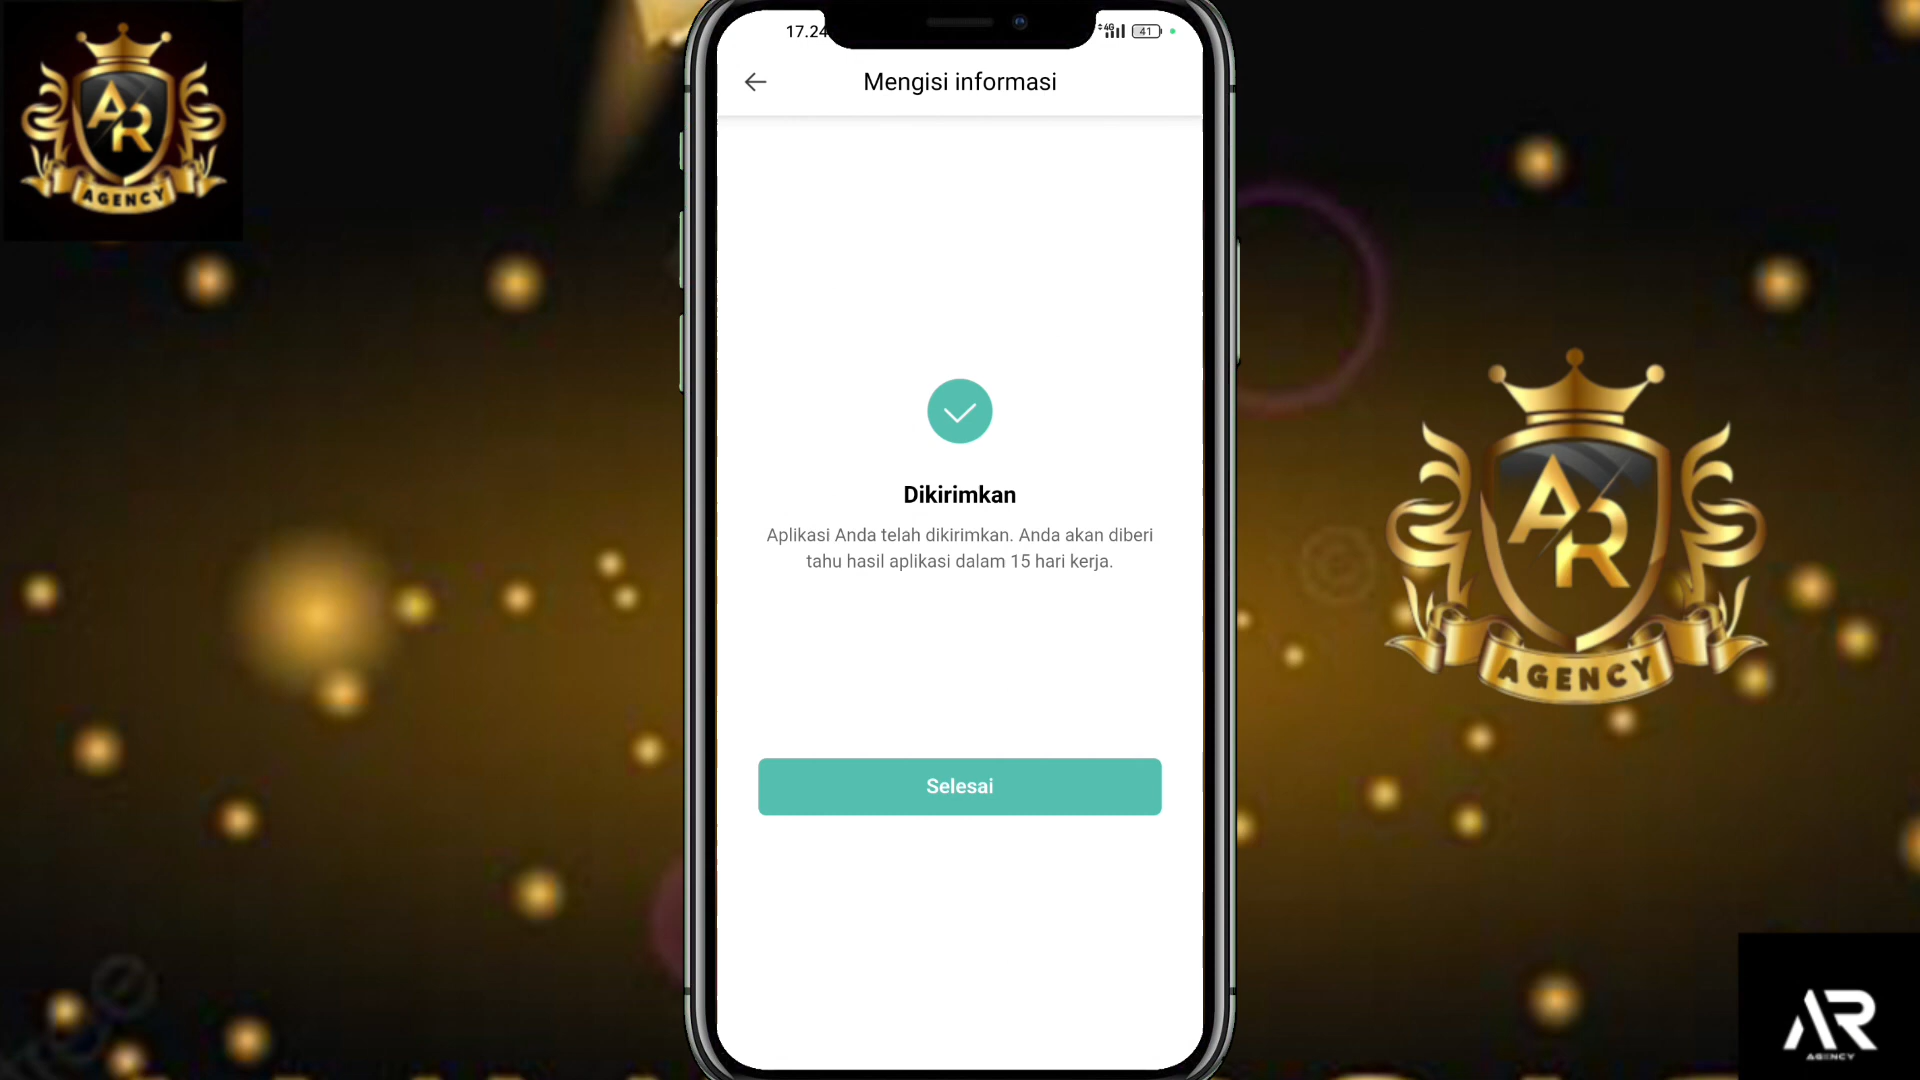 AR
AGENCY
17.24
4G
41
Mengisi informasi
Dikirimkan
Aplikasi Anda telah dikirimkan. Anda akan diberi
tahu hasil aplikasi dalam 15 hari kerja.
Selesai
AR
AGENCY
AR
AGENCY